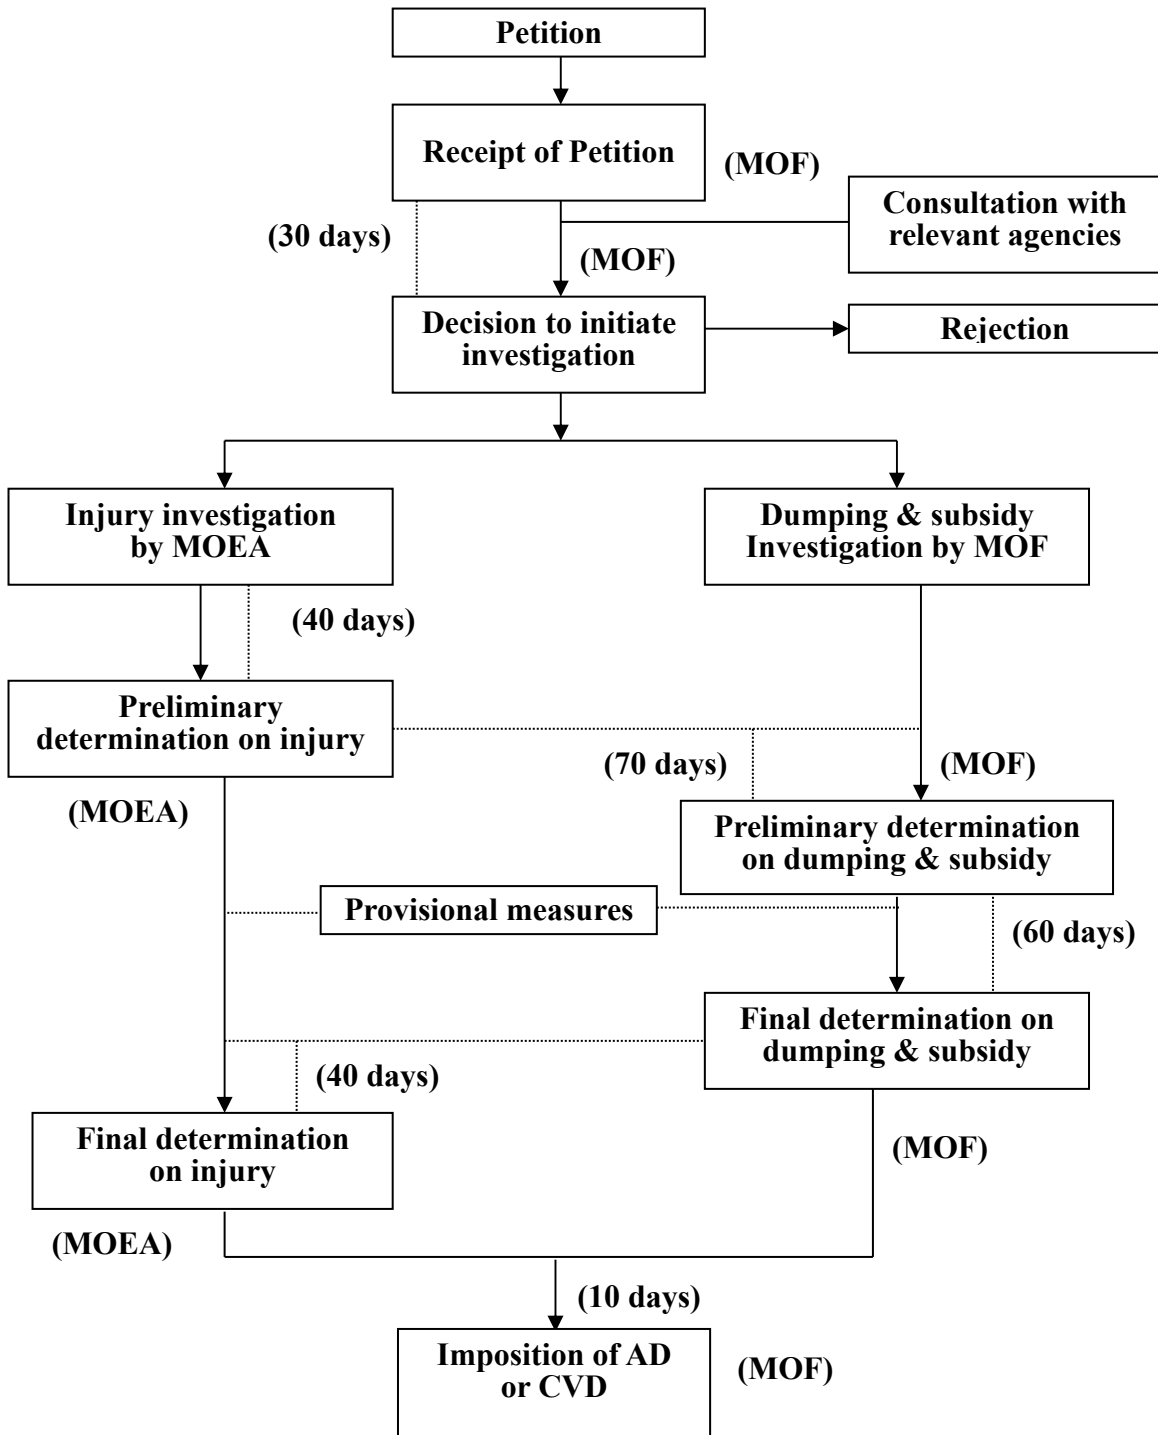 Petition
Receipt of Petition
(MOF)
Consultation with
relevant agencies
(30 days)
(MOF)
Decision to initiate
investigation
Rejection
Injury investigation
by MOEA
Dumping & subsidy
Investigation by MOF
(40 days)
Preliminary
determination on injury
(70 days)
(MOF)
(MOEA)
Preliminary determination
on dumping & subsidy
Provisional measures
(60 days)
Final determination on
dumping & subsidy
(40 days)
Final determination
on injury
(MOF)
(MOEA)
(10 days)
Imposition of AD
or CVD
(MOF)